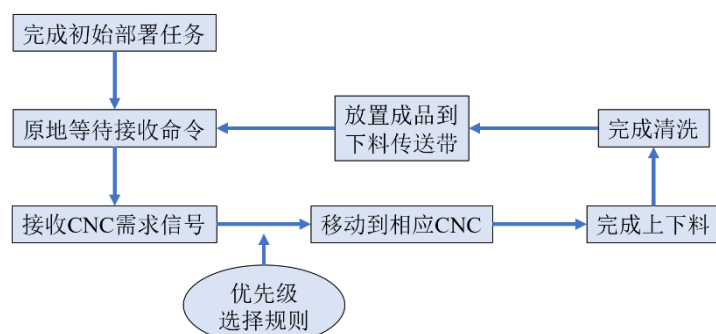 完成初始部署任务
原地等待接收命令
放置成品到
下料传送带
完成清洗
接收CNC需求信号
移动到相应CNC
完成上下料
优先级
选择规则